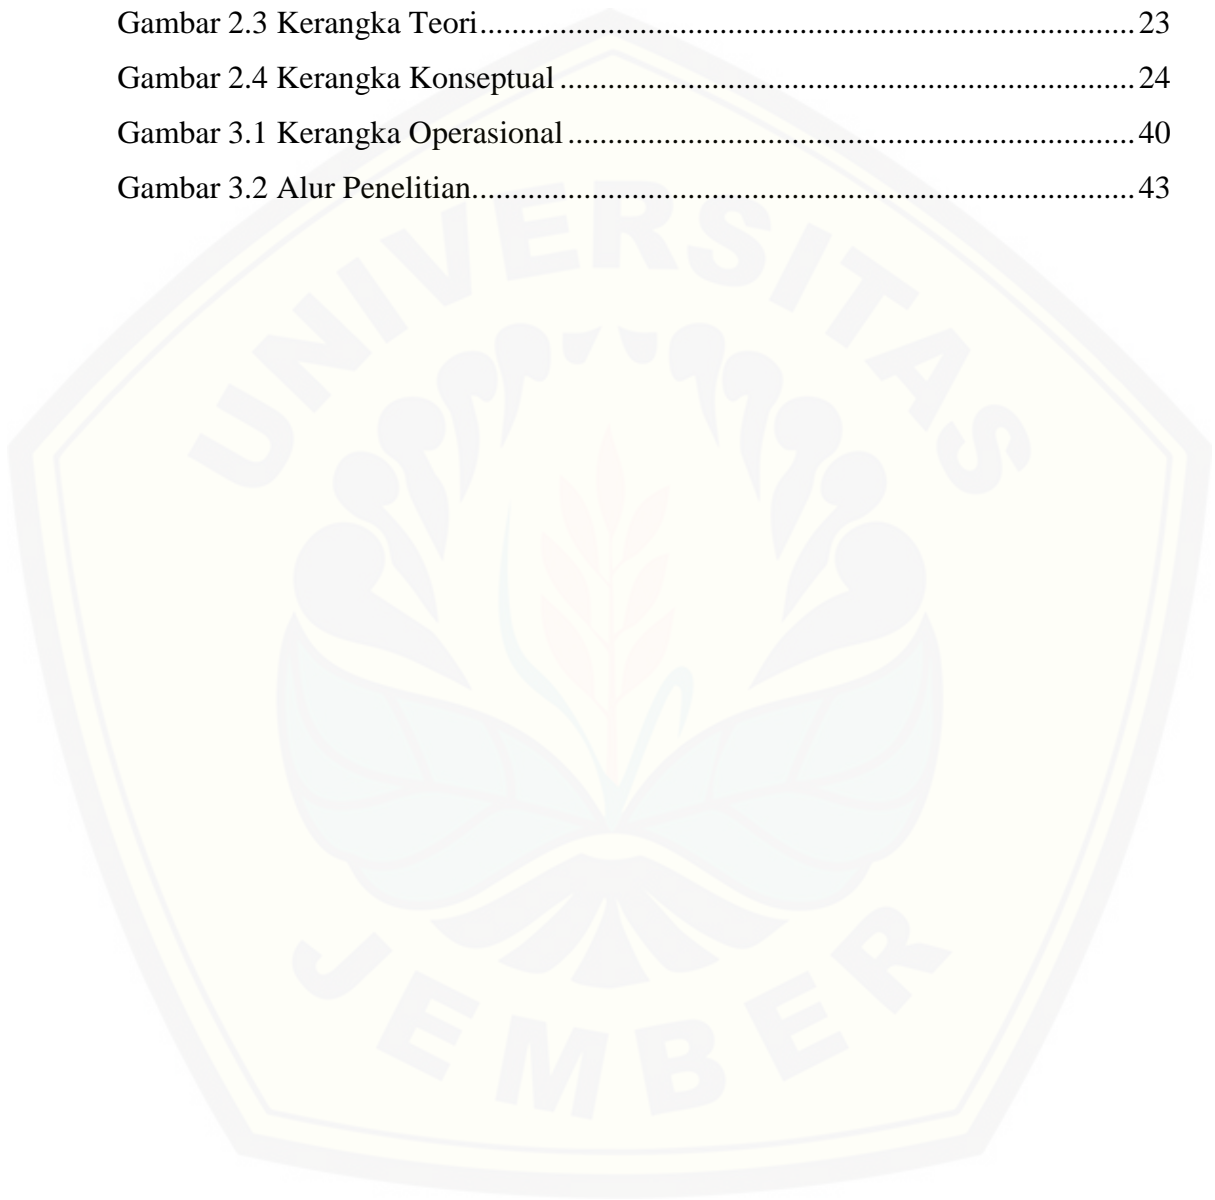 Gambar 2.3 Kerangka Teori.................................................................................. 23
Gambar 2.4 Kerangka Konseptual ........................................................................ 24
Gambar 3.1 Kerangka Operasional ....................................................................... 40
Gambar 3.2 Alur Penelitian................................................................................... 43
UNIVERSITAS
JEMBER